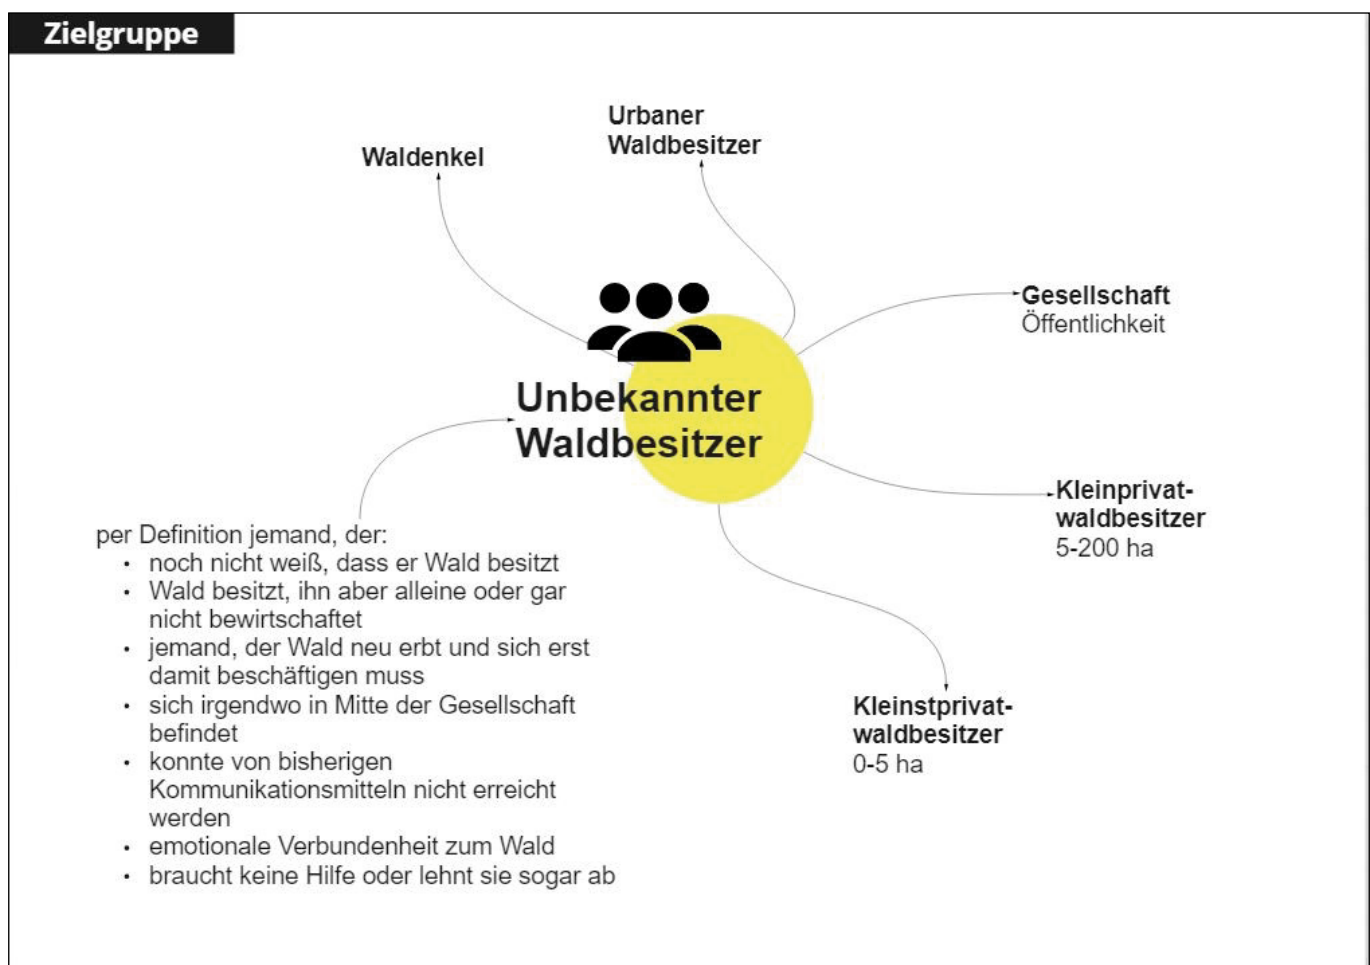 Zielgruppe
Urbaner
Waldbesitzer
Waldenkel
Gesellschaft
Öffentlichkeit
Unbekannter
Waldbesitzer
Kleinprivat-
waldbesitzer
5-200 ha
per Definition jemand, der:
• noch nicht weiß, dass er Wald besitzt
• Wald besitzt, ihn aber alleine oder gar
nicht bewirtschaftet
• jemand, der Wald neu erbt und sich erst
damit beschäftigen muss
• sich irgendwo in Mitte der Gesellschaft
befindet
• konnte von bisherigen
Kommunikationsmitteln nicht erreicht
werden
• emotionale Verbundenheit zum Wald
• braucht keine Hilfe oder lehnt sie sogar ab
Kleinstprivat-
waldbesitzer
0-5 ha